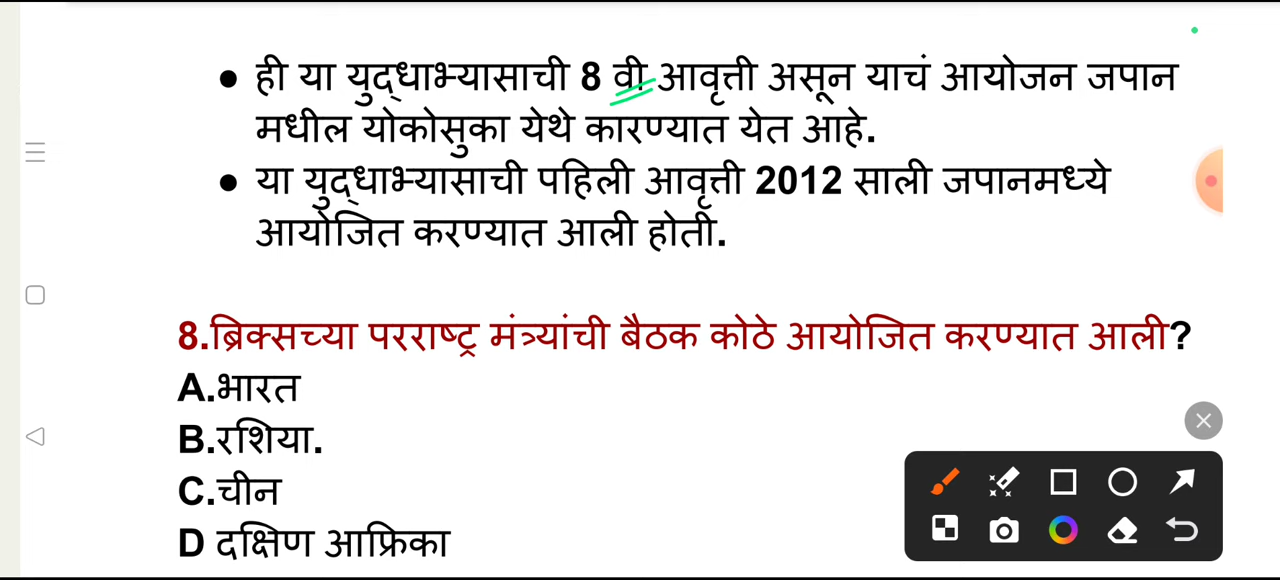 ● ही या युद्धाभ्यासाची 8 वी आवृत्ती असून याचं आयोजन जपान
मधील योकोसुका येथे कारण्यात येत आहे.
● या युद्धाभ्यासाची पहिली आवृत्ती 2012 साली जपानमध्ये
आयोजित करण्यात आली होती.
8.ब्रिक्सच्या परराष्ट्र मंत्र्यांची बैठक कोठे आयोजित करण्यात आली?
A.भारत
B.रशिया.
C.चीन
D दक्षिण आफ्रिका